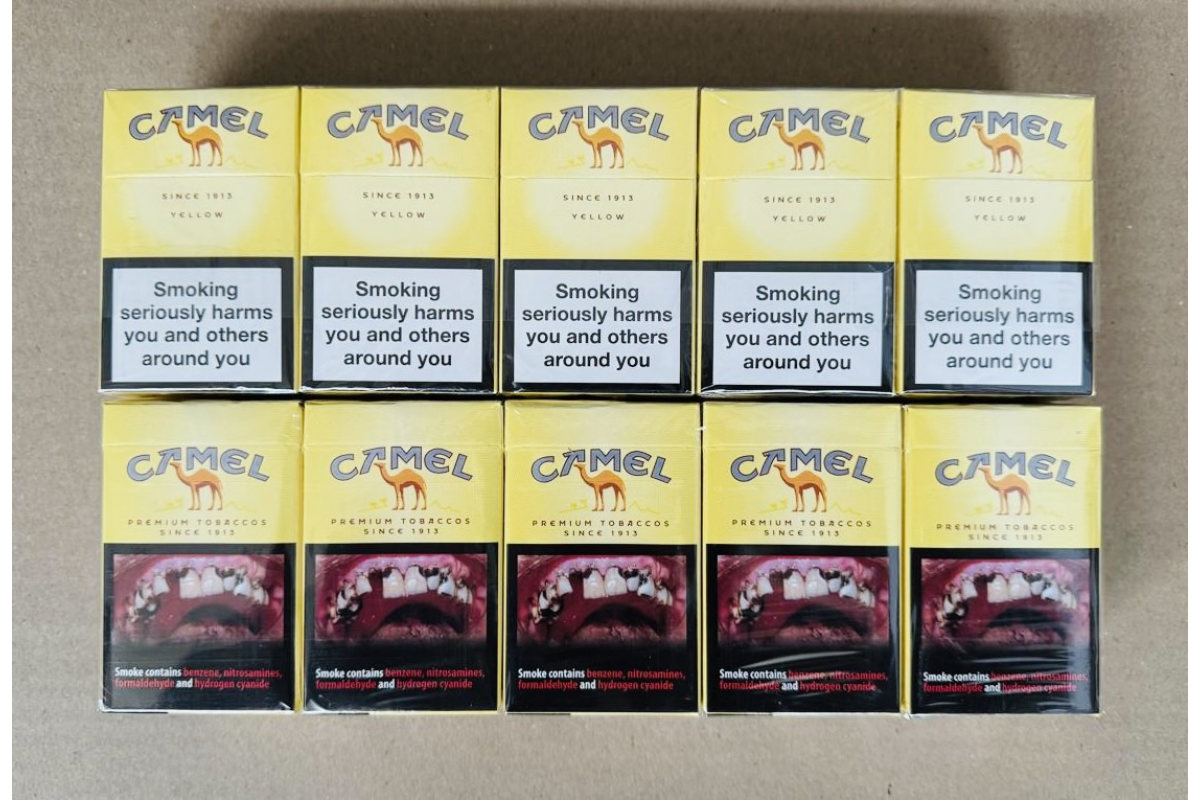 CAMEL CAMEL CAMEL CAMEL CAMEL
SINCE 1913 SINCE 1913 SINCE 1913 SINCE 1913 SINCE 1913
YELLOW YELLOW YELLOW YELLOW YELLOW
Smoking Smoking Smoking Smoking Smoking
seriously harms seriously harms seriously harms seriously harms seriously harms
you and others you and others you and others you and others you and others
around you around you around you around you around you
CAMEL CAMEL CAMEL CAMEL CAMEL
PREMIUM TOBACCOS PREMIUM TOBACCOS PREMIUM TOBACCOS PREMIUM TOBACCOS PREMIUM TOBACCOS
SINCE 1913 SINCE 1913 SINCE 1913 SINCE 1913 SINCE 1913
Smoke contains benzene, nitrosamines, Smoke contains benzene, nitrosamines, Smoke contains benzene, nitrosamines, Smoke contains benzene, nitrosamines, Smoke contains benzene, nitrosamines,
formaldehyde and hydrogen cyanide formaldehyde and hydrogen cyanide formaldehyde and hydrogen cyanide formaldehyde and hydrogen cyanide formaldehyde and hydrogen cyanide